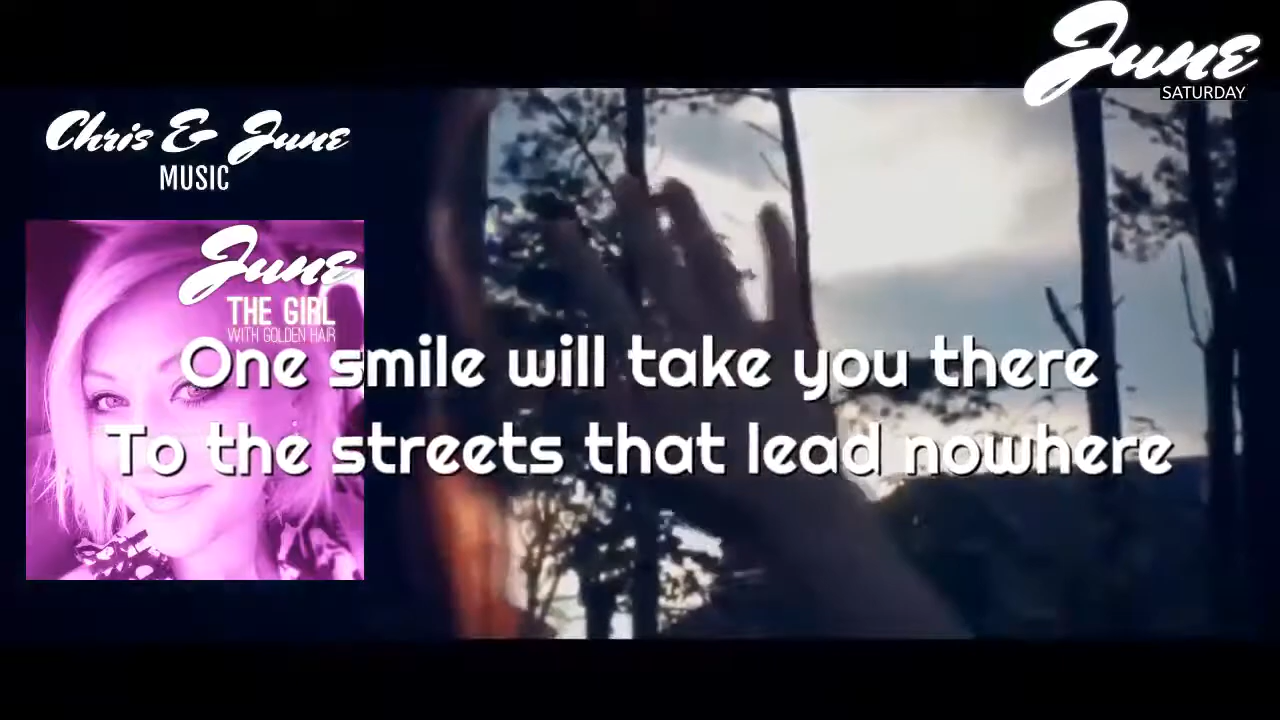 June
SATURDAY
Chris & June
MUSIC
June
THE GIRL
WITH GOLDEN HAIR
One smile will take you there
To the streets that lead nowhere